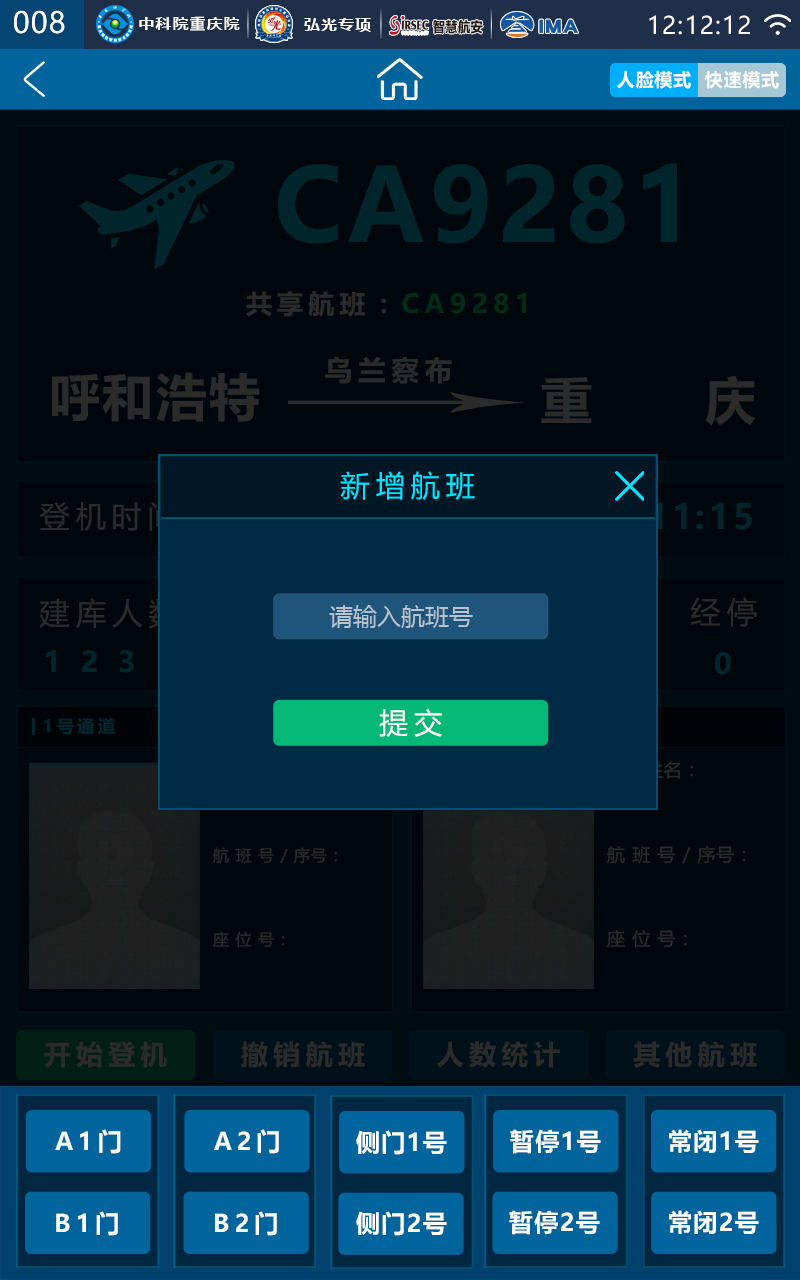 008 中科院重庆院 弘光专项 SiRSEC 智慧航安 IMA 12:12:12
人脸模式 快速模式
CA9281
共享航班：CA9281
乌兰察布
呼和浩特 重 庆
新增航班
登机时间 11:15
请输入航班号
建库人数 经停
1 2 3 0
提交
1号通道
姓名：
航班号/序号： 航班号/序号：
座位号： 座位号：
开始登机 撤销航班 人数统计 其他航班
A1门 A2门 侧门1号 暂停1号 常闭1号
B1门 B2门 侧门2号 暂停2号 常闭2号